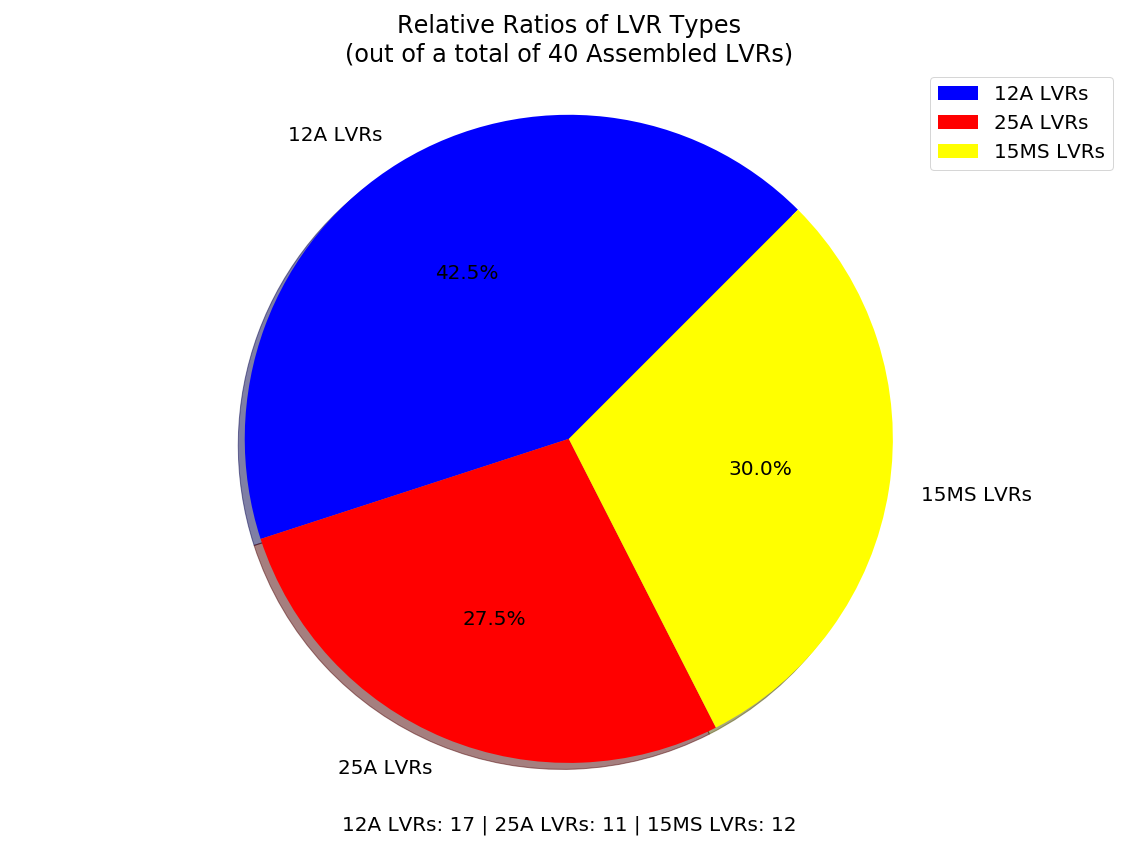 Relative Ratios of LVR Types
(out of a total of 40 Assembled LVRs)
12A LVRs
25A LVRs
15MS LVRs
12A LVRs
42.5%
30.0%
15MS LVRs
27.5%
25A LVRs
12A LVRs: 17 | 25A LVRs: 11 | 15MS LVRs: 12